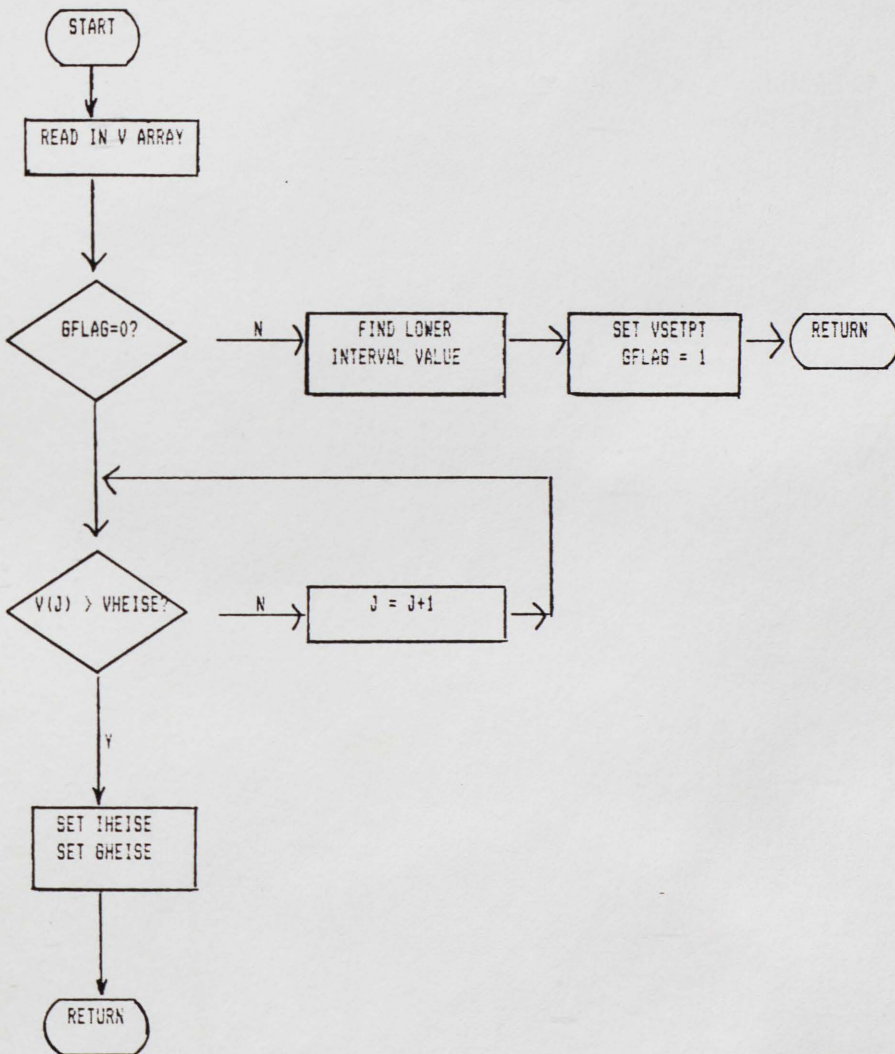 START
READ IN V ARRAY
GFLAG=0?
N
FIND LOWER
INTERVAL VALUE
SET VSETPT
GFLAG = 1
RETURN
V(J) > VHEISE?
N
J = J+1
Y
SET IHEISE
SET GHEISE
RETURN